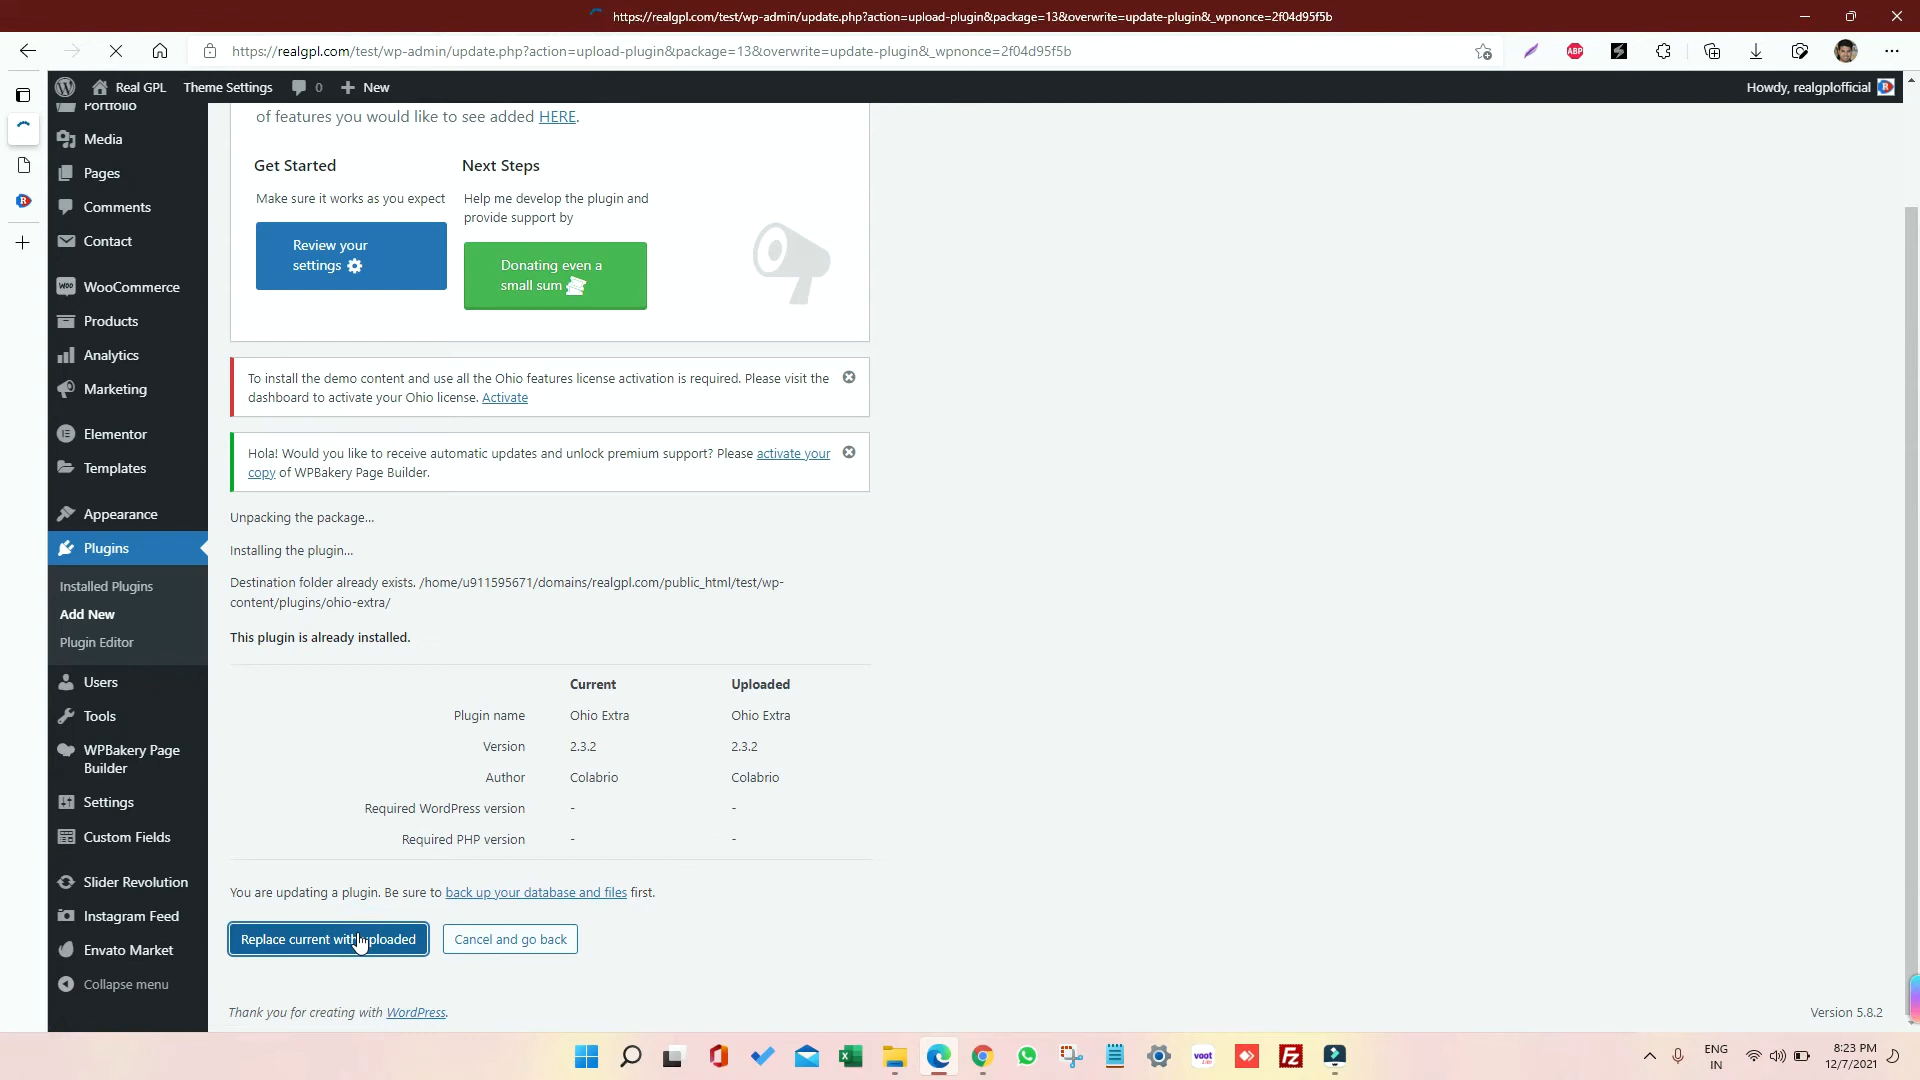 https://realgpl.com/test/wp-admin/update.php?action=upload-plugin&package=13&overwrite=update-plugin&_wpnonce=2f04d95f5b
https://realgpl.com/test/wp-admin/update.php?action=upload-plugin&package=13&overwrite=update-plugin&_wpnonce=2f04d95f5b
ABP
Real GPL
Theme Settings
0
New
Howdy, realgplofficial
Portfolio
Media
Pages
Comments
Contact
WooCommerce
Products
Analytics
Marketing
Elementor
Templates
Appearance
Plugins
Installed Plugins
Add New
Plugin Editor
Users
Tools
WPBakery Page
Builder
Settings
Custom Fields
Slider Revolution
Instagram Feed
Envato Market
Collapse menu
of features you would like to see added HERE.
Get Started
Make sure it works as you expect
Review your
settings
Next Steps
Help me develop the plugin and
provide support by
Donating even a
small sum
To install the demo content and use all the Ohio features license activation is required. Please visit the
dashboard to activate your Ohio license. Activate
Hola! Would you like to receive automatic updates and unlock premium support? Please activate your
copy of WPBakery Page Builder.
Unpacking the package…
Installing the plugin…
Destination folder already exists. /home/u911595671/domains/realgpl.com/public_html/test/wp-
content/plugins/ohio-extra/
This plugin is already installed.
Current Uploaded
Plugin name Ohio Extra Ohio Extra
Version 2.3.2 2.3.2
Author Colabrio Colabrio
Required WordPress version - -
Required PHP version - -
You are updating a plugin. Be sure to back up your database and files first.
Replace current with uploaded
Cancel and go back
Thank you for creating with WordPress.
Version 5.8.2
voot
ENG
IN
8:23 PM
12/7/2021